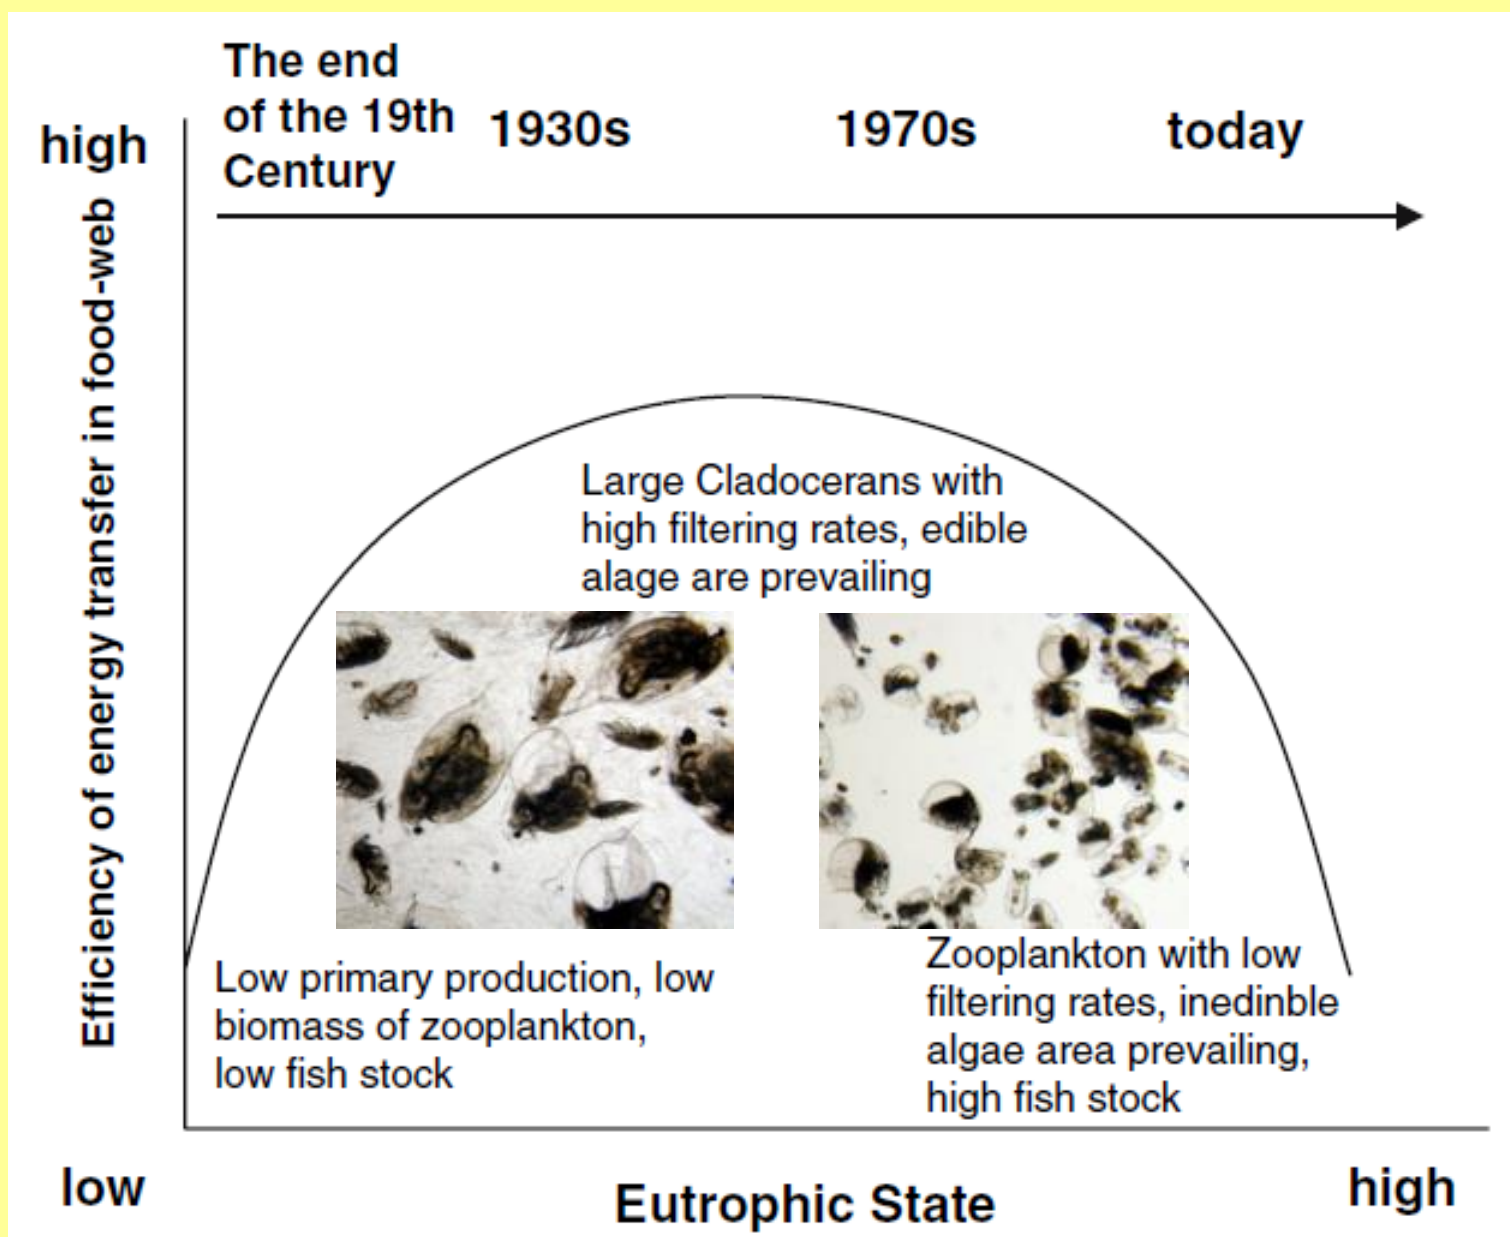 The end
of the 19th
Century
1930s
1970s
today
high
Efficiency of energy transfer in food-web
Large Cladocerans with
high filtering rates, edible
alage are prevailing
Low primary production, low
biomass of zooplankton,
low fish stock
Zooplankton with low
filtering rates, inedinble
algae area prevailing,
high fish stock
low
Eutrophic State
high